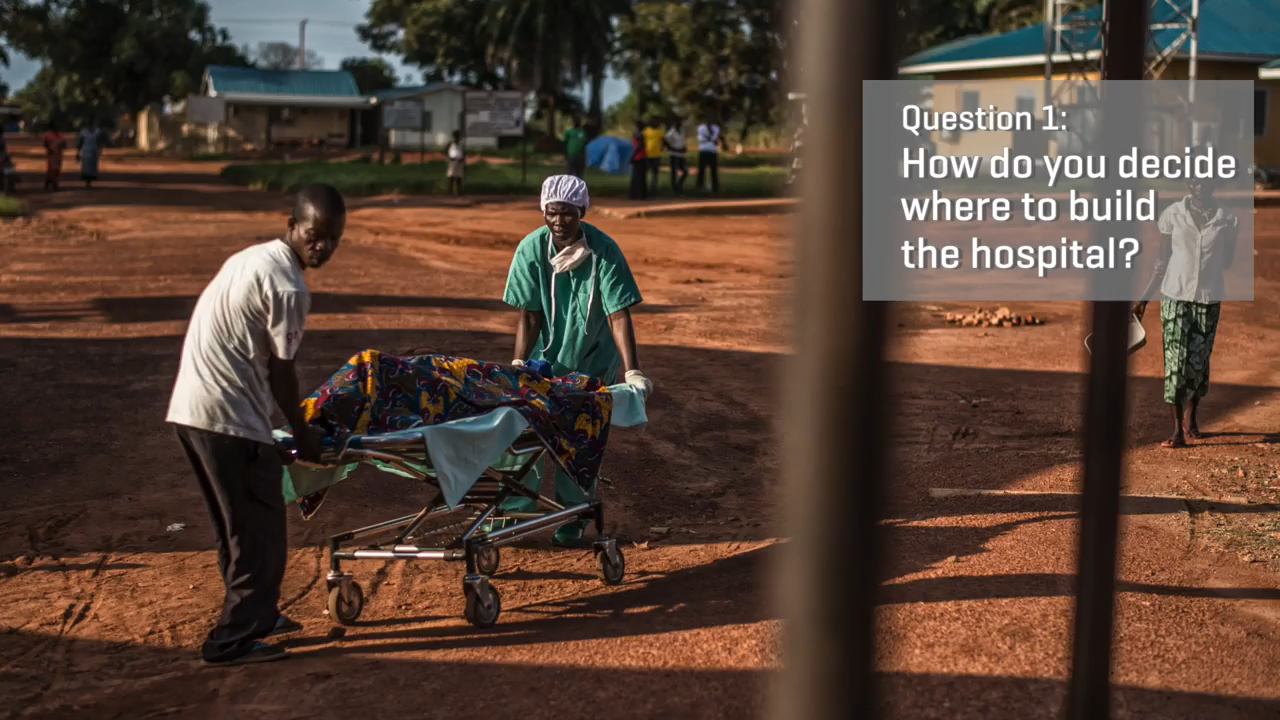 Question 1:
How do you decide
where to build
the hospital?